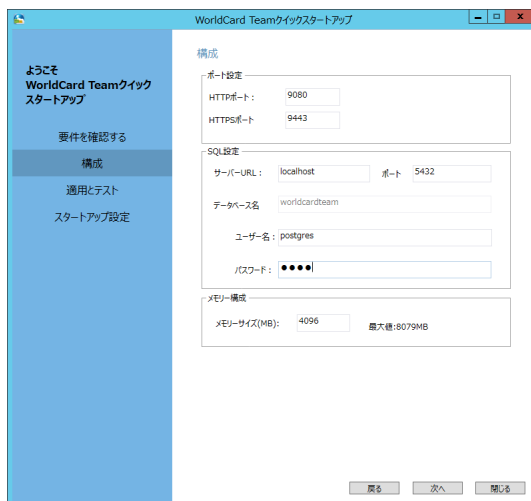 WorldCard Teamクイックスタートアップ
ようこそ
WorldCard Teamクイック
スタートアップ
要件を確認する
構成
適用とテスト
スタートアップ設定
構成
ポート設定
HTTPポート： 9080
HTTPSポート 9443
SQL設定
サーバーURL： localhost ポート 5432
データベース名 worldcardteam
ユーザー名： postgres
パスワード： ●●●●
メモリー構成
メモリーサイズ(MB): 4096 最大値:8079MB
戻る 次へ 閉じる